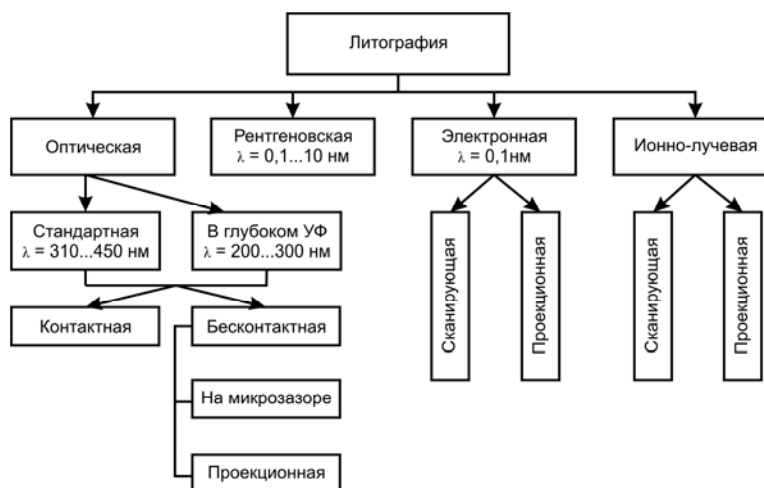 Литография
Оптическая
Рентгеновская
λ = 0,1...10 нм
Электронная
λ = 0,1нм
Ионно-лучевая
Стандартная
λ = 310...450 нм
В глубоком УФ
λ = 200...300 нм
Сканирующая
Проекционная
Сканирующая
Проекционная
Контактная
Бесконтактная
На микрозазоре
Проекционная